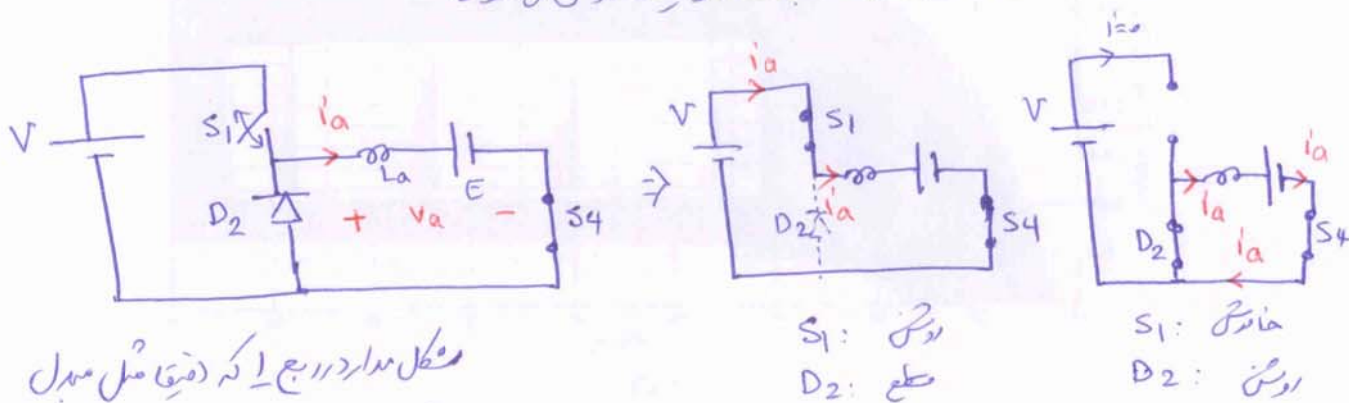 i=0
V
S1
ia
La
E
D2
+ va -
S4
⇒
V
ia
S1
ia
D2
S4
V
ia
ia
D2
ia
S4
شکل مدار در ربع 1 که دقیقا مثل مبدل
S1: روشن
D2: قطع
S1: خاموش
D2: روشن